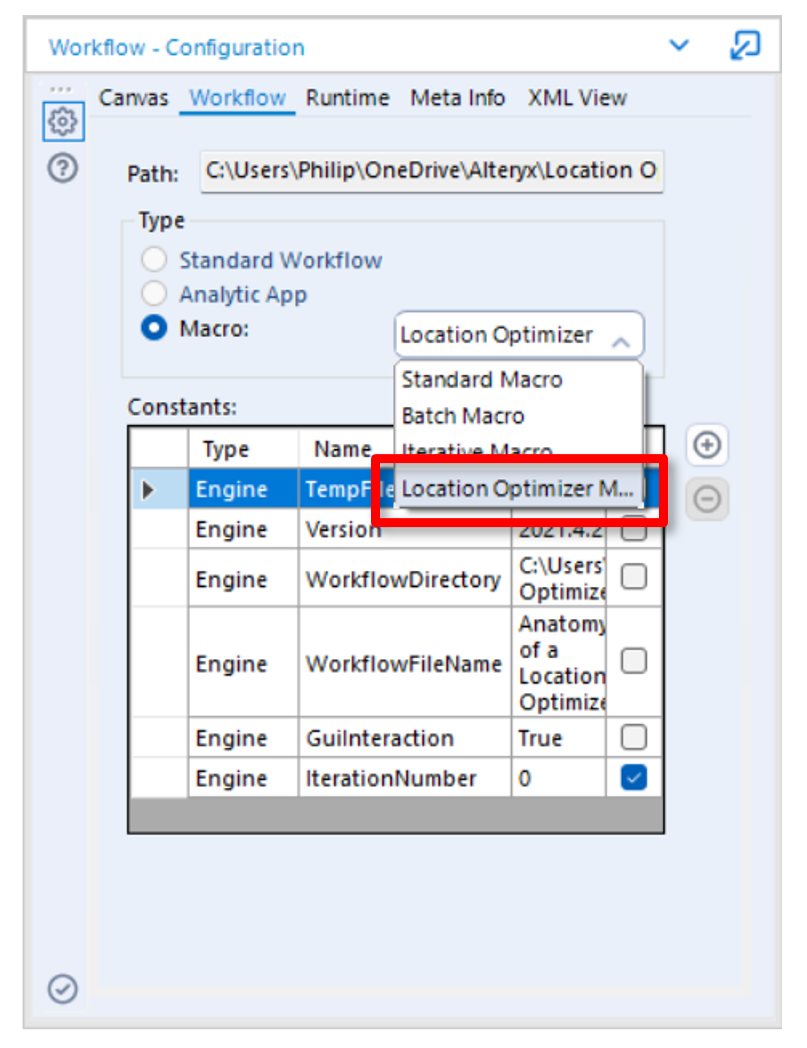 Workflow - Configuration
Canvas Workflow Runtime Meta Info XML View
Path: C:\Users\Philip\OneDrive\Alteryx\Location O
Type
Standard Workflow
Analytic App
Macro: Location Optimizer
Standard Macro
Batch Macro
Iterative Macro
Location Optimizer M...
Constants:
Type Name
Engine TempFile
Engine Version 2021.4.2
Engine WorkflowDirectory C:\Users\
Optimize
Engine WorkflowFileName Anatomy
of a
Location
Optimize
Engine GuiInteraction True
Engine IterationNumber 0